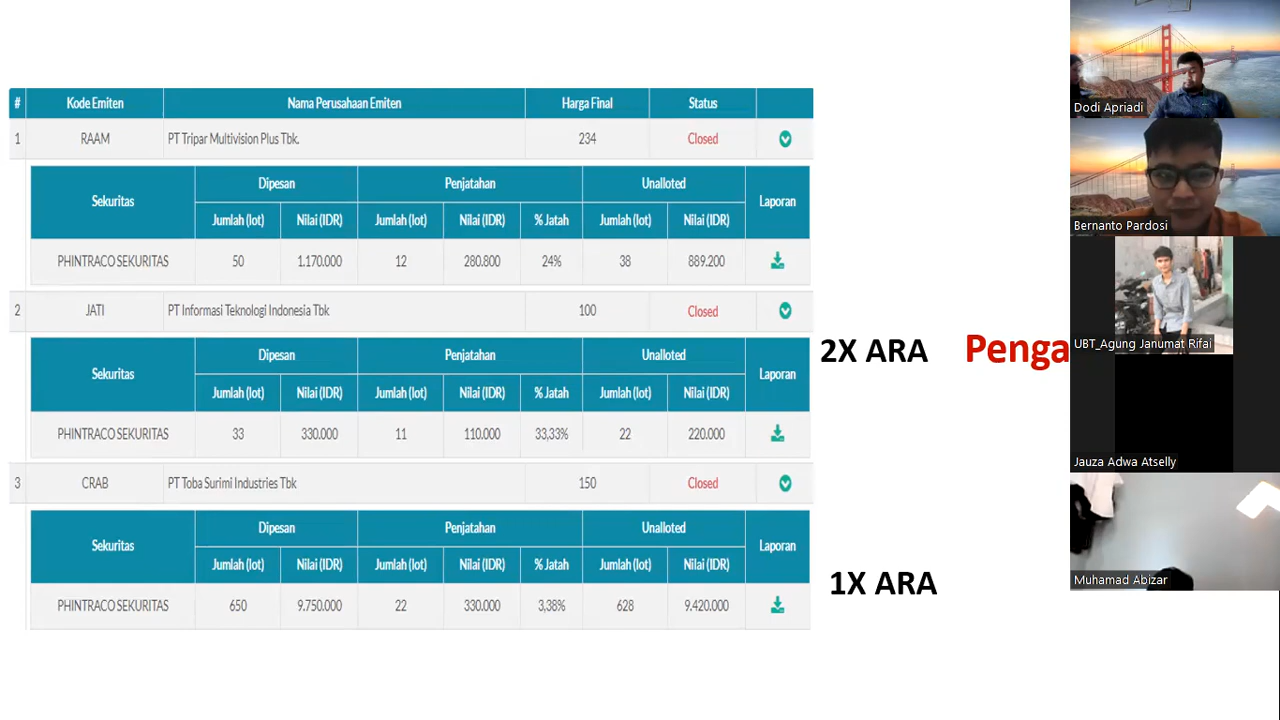 # Kode Emiten Nama Perusahaan Emiten Harga Final Status
1 RAAM PT Tripar Multivision Plus Tbk. 234 Closed
Sekuritas Dipesan Penjatahan Unalloted Laporan
Jumlah (lot) Nilai (IDR) Jumlah (lot) Nilai (IDR) % Jatah Jumlah (lot) Nilai (IDR)
PHINTRACO SEKURITAS 50 1.170.000 12 280.800 24% 38 889.200
2 JATI PT Informasi Teknologi Indonesia Tbk 100 Closed
Sekuritas Dipesan Penjatahan Unalloted Laporan
Jumlah (lot) Nilai (IDR) Jumlah (lot) Nilai (IDR) % Jatah Jumlah (lot) Nilai (IDR)
PHINTRACO SEKURITAS 33 330.000 11 110.000 33,33% 22 220.000
3 CRAB PT Toba Surimi Industries Tbk 150 Closed
Sekuritas Dipesan Penjatahan Unalloted Laporan
Jumlah (lot) Nilai (IDR) Jumlah (lot) Nilai (IDR) % Jatah Jumlah (lot) Nilai (IDR)
PHINTRACO SEKURITAS 650 9.750.000 22 330.000 3,38% 628 9.420.000
2X ARA Penga
1X ARA
Dodi Apriadi
Bernanto Pardosi
UBT_Agung Janumat Rifai
Jauza Adwa Atselly
Muhamad Abizar